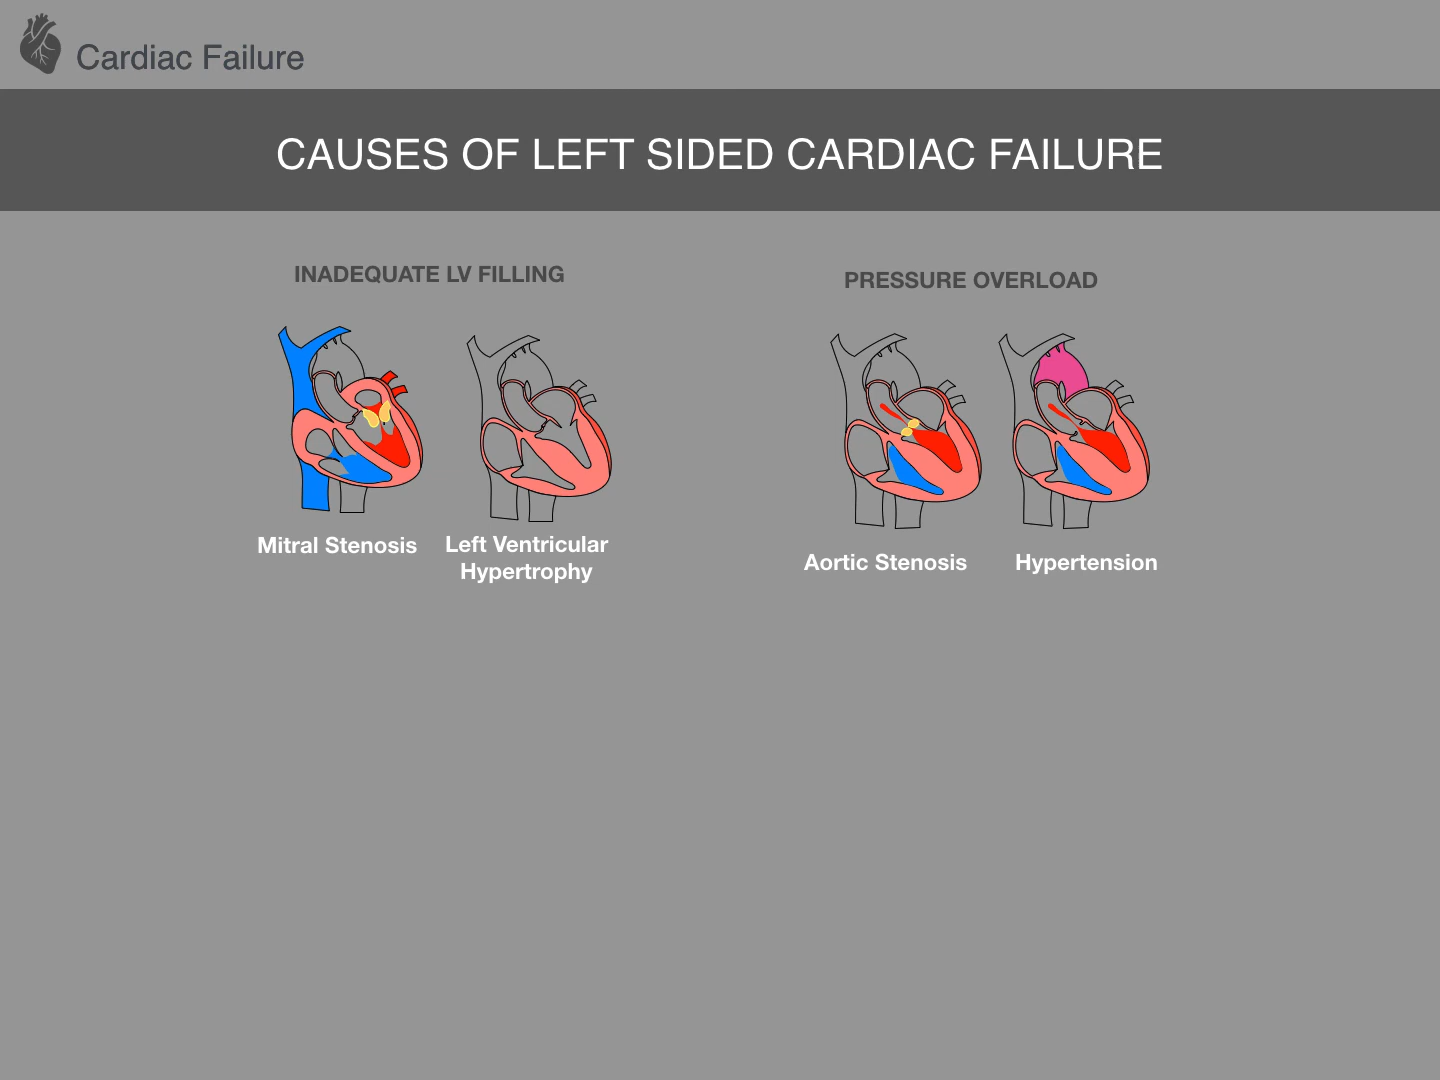 Cardiac Failure
CAUSES OF LEFT SIDED CARDIAC FAILURE
INADEQUATE LV FILLING
PRESSURE OVERLOAD
Mitral Stenosis
Left Ventricular
Hypertrophy
Aortic Stenosis
Hypertension